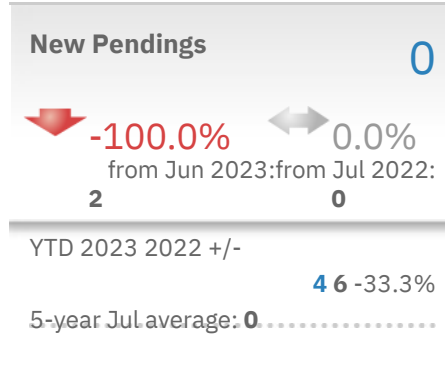 New Pendings
0
-100.0%
0.0%
from Jun 2023:from Jul 2022:
2
0
YTD 2023 2022 +/-
4 6 -33.3%
5-year Jul average: 0